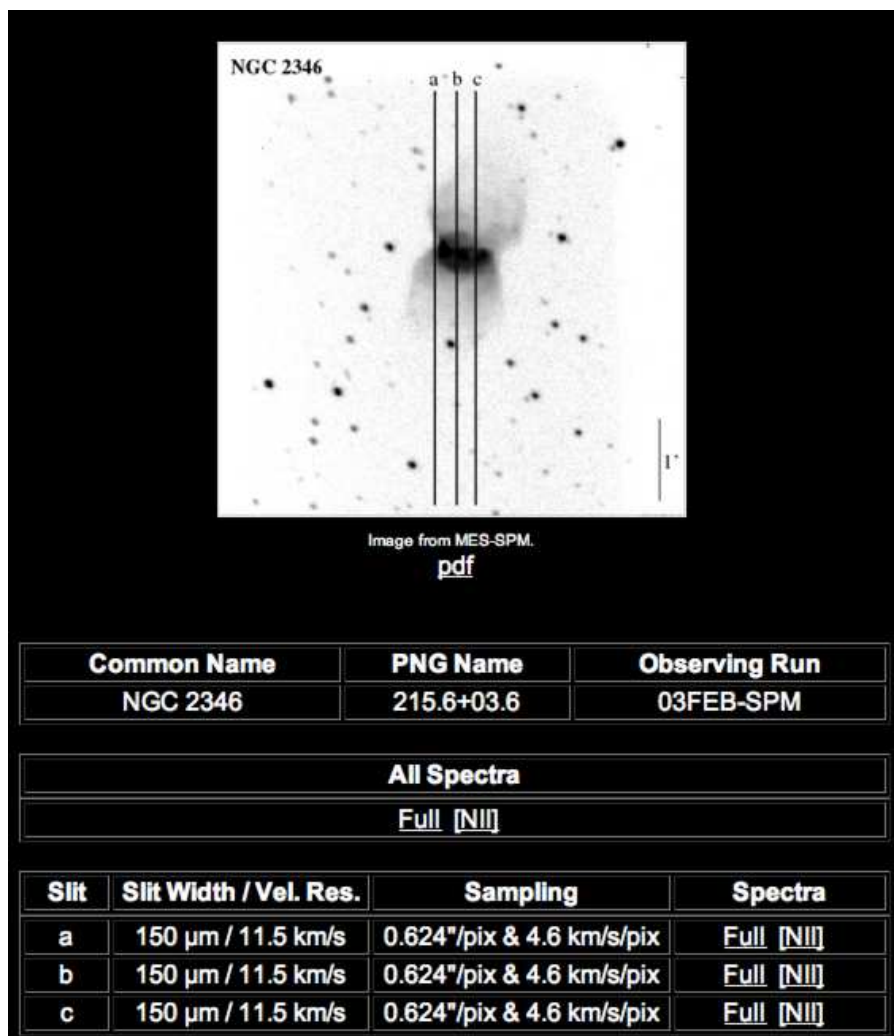 NGC 2346
a b c
1'
Image from MES-SPM.
pdf
Common Name PNG Name Observing Run
NGC 2346 215.6+03.6 03FEB-SPM
All Spectra
Full [NII]
Slit Slit Width / Vel. Res. Sampling Spectra
a 150 µm / 11.5 km/s 0.624"/pix & 4.6 km/s/pix Full [NII]
b 150 µm / 11.5 km/s 0.624"/pix & 4.6 km/s/pix Full [NII]
c 150 µm / 11.5 km/s 0.624"/pix & 4.6 km/s/pix Full [NII]